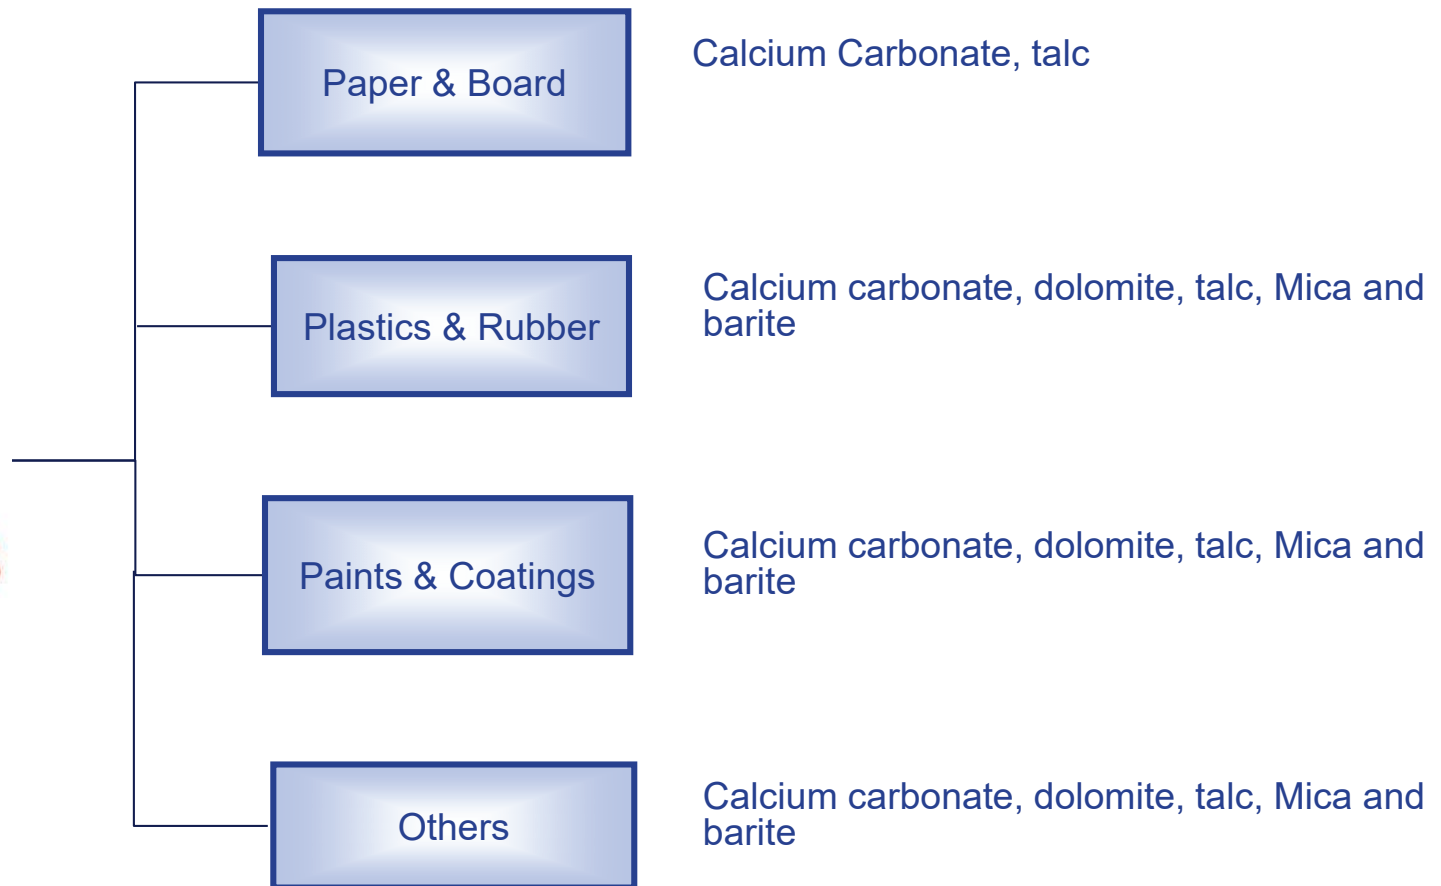 Paper & Board
Calcium Carbonate, talc
Plastics & Rubber
Calcium carbonate, dolomite, talc, Mica and
barite
Paints & Coatings
Calcium carbonate, dolomite, talc, Mica and
barite
Others
Calcium carbonate, dolomite, talc, Mica and
barite